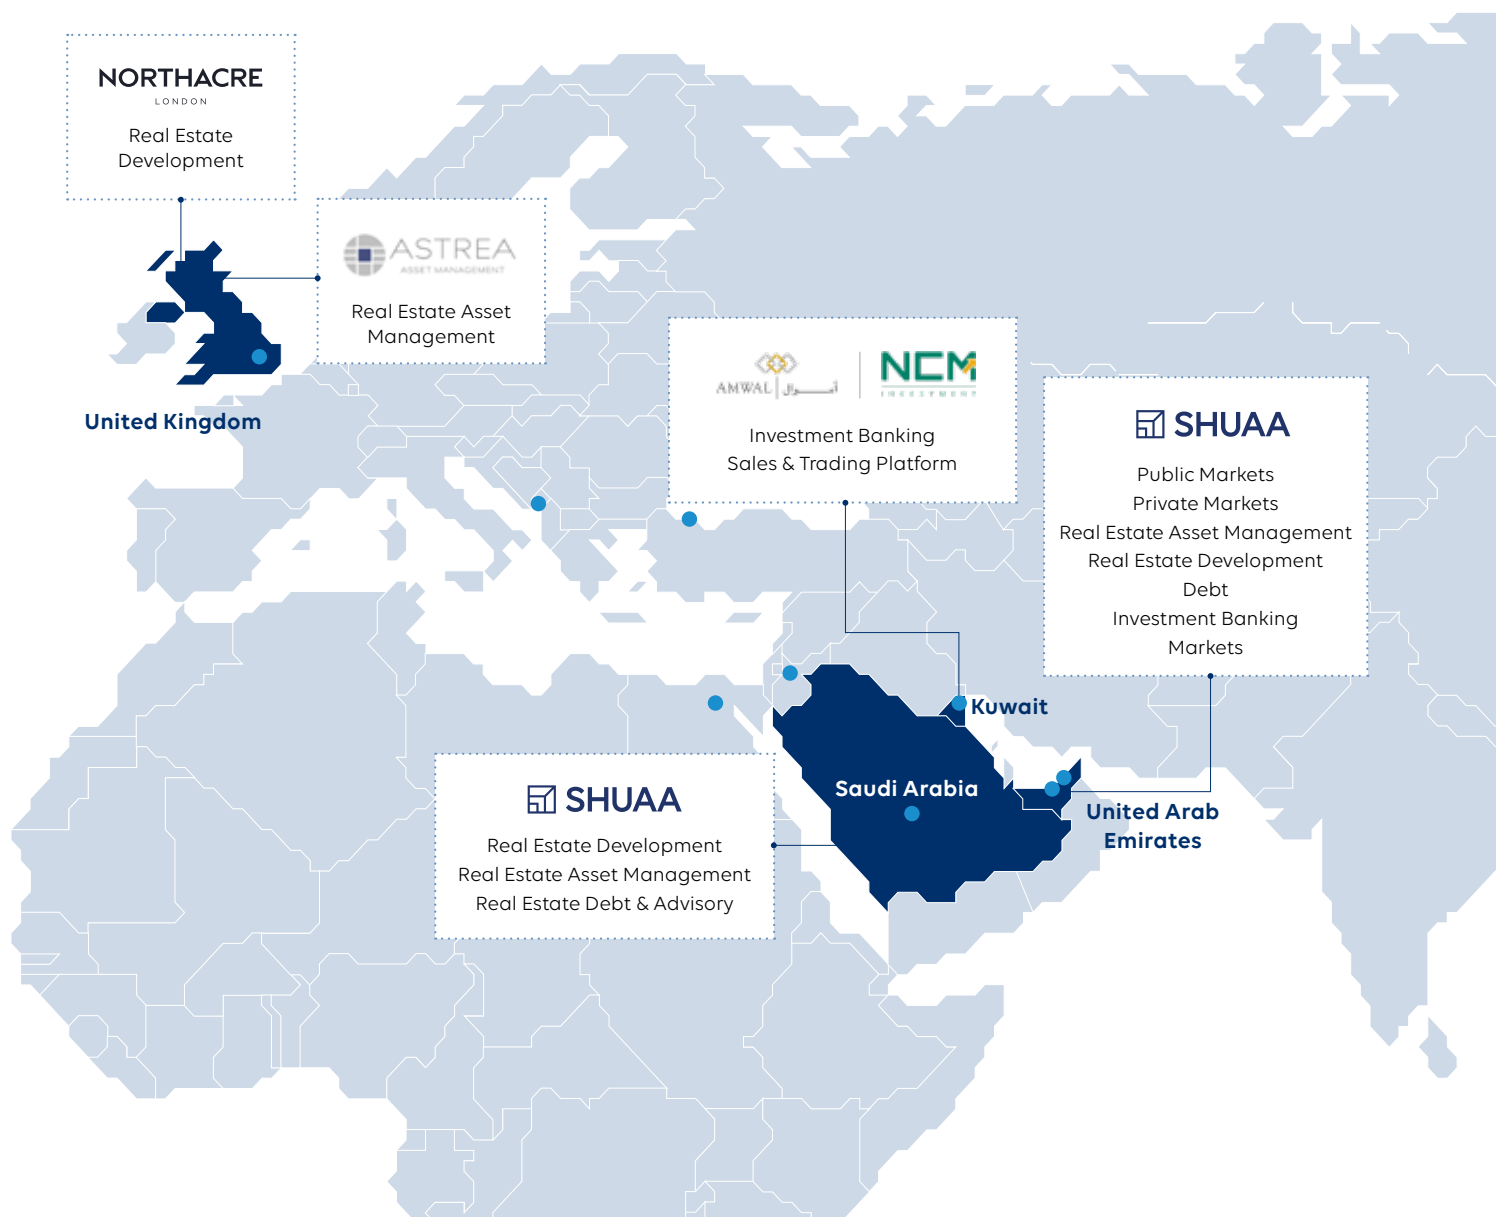 NORTHACRE
LONDON
Real Estate
Development
ASTREA
ASSET MANAGEMENT
Real Estate Asset
Management
United Kingdom
AMWAL أموال
NCM
INVESTMENT
Investment Banking
Sales & Trading Platform
SHUAA
Public Markets
Private Markets
Real Estate Asset Management
Real Estate Development
Debt
Investment Banking
Markets
Kuwait
Saudi Arabia
United Arab
Emirates
SHUAA
Real Estate Development
Real Estate Asset Management
Real Estate Debt & Advisory